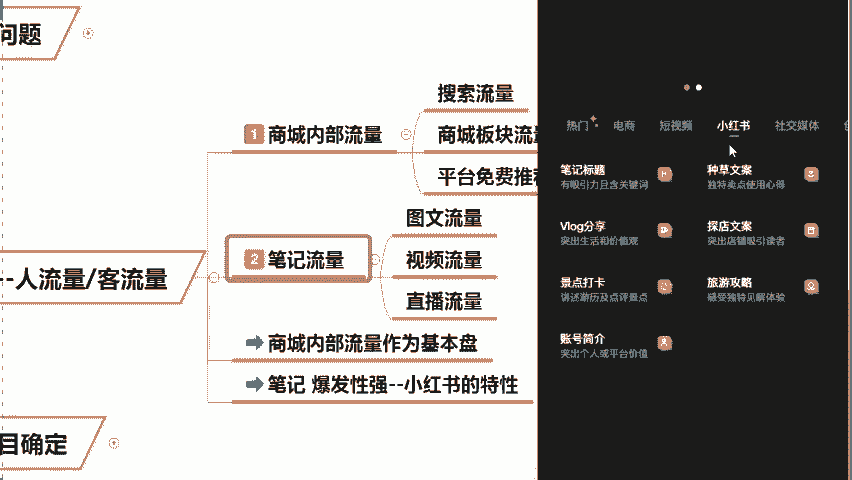 问题
搜索流量
1 商城内部流量
商城板块流量
平台免费推荐
图文流量
2 笔记流量
视频流量
--人流量/客流量
直播流量
商城内部流量作为基本盘
笔记 爆发性强--小红书的特性
目确定
热门 电商 短视频 小红书 社交媒体
笔记标题
有吸引力且含关键词
种草文案
独特卖点使用心得
Vlog分享
突出生活和价值观
探店文案
突出店铺吸引读者
景点打卡
讲述游历及点评景点
旅游攻略
感受独特见解体验
账号简介
突出个人或平台价值